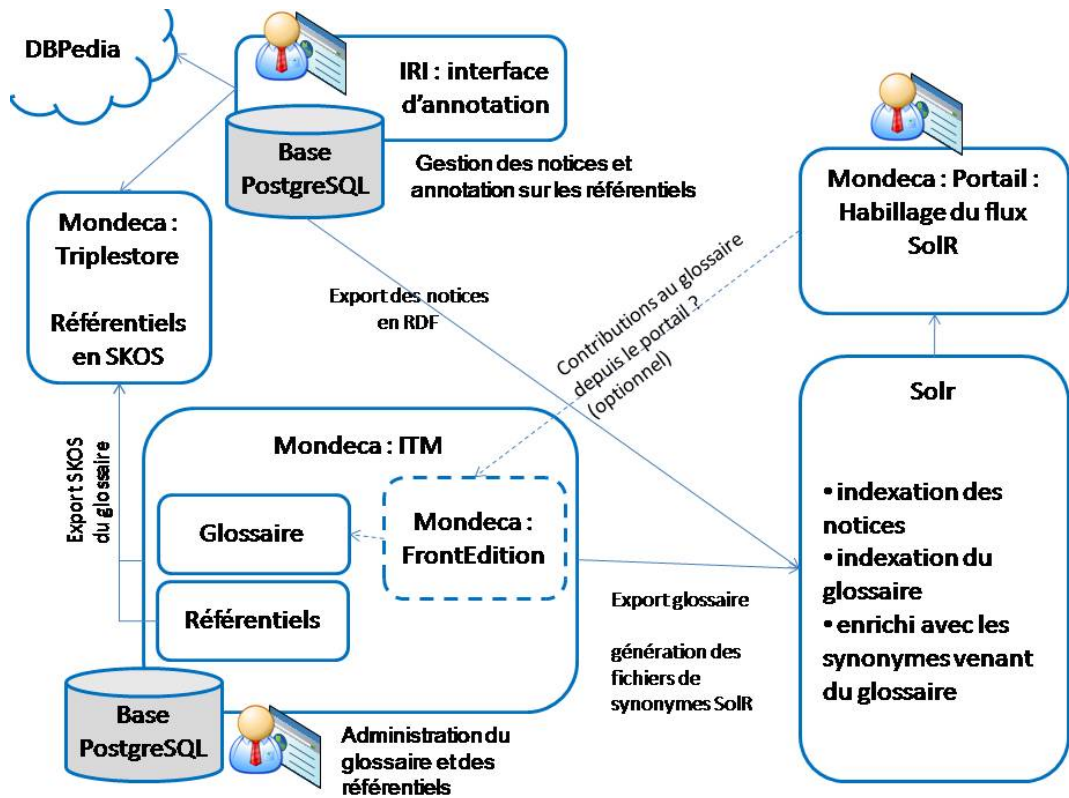 DBPedia
IRI : interface
d'annotation
Base
PostgreSQL
Gestion des notices et
annotation sur les référentiels
Mondeca : Portail :
Habillage du flux
SolR
Mondeca :
Triplestore
Référentiels
en SKOS
Export des notices
en RDF
Contributions au glossaire
depuis le portail ?
(optionnel)
Solr
• indexation des
notices
• indexation du
glossaire
• enrichi avec les
synonymes venant
du glossaire
Export SKOS
du glossaire
Mondeca : ITM
Glossaire
Mondeca :
FrontEdition
Référentiels
Export glossaire
génération des
fichiers de
synonymes SolR
Base
PostgreSQL
Administration du
glossaire et des
référentiels